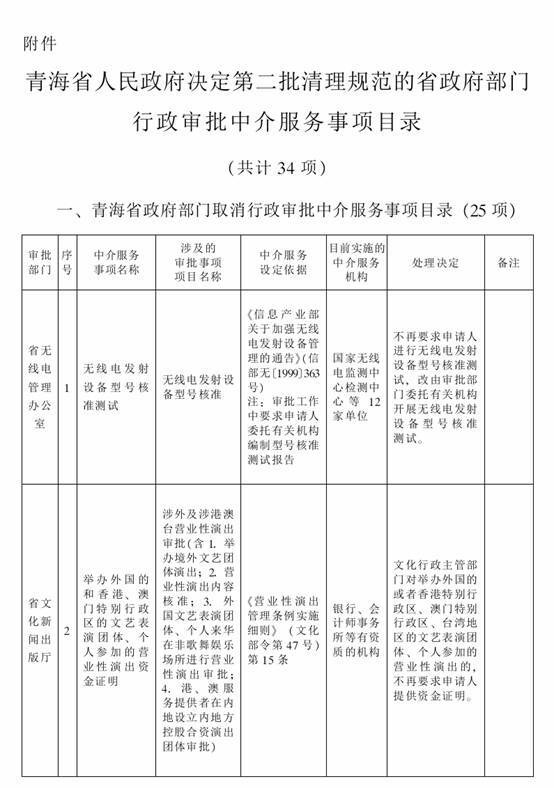 附件
青海省人民政府决定第二批清理规范的省政府部门
行政审批中介服务事项目录
（共计 34 项）
一、青海省政府部门取消行政审批中介服务事项目录（25 项）
审批
部门
序
号
中介服务
事项名称
涉及的
审批事项
项目名称
中介服务
设定依据
目前实施的
中介服务
机构
处理决定
备注
省无
线电
管理
办公
室
1
无线电发射
设备型号核
准测试
无线电发射设
备型号核准
《信息产业部
关于加强无线
电发射设备管
理的通告》（信
部无〔1999〕363
号）
注：审批工作
中要求申请人
委托有关机构
编制型号核准
测试报告
国家无线
电监测中
心检测中
心等 12
家单位
不再要求申请人
进行无线电发射
设备型号核准测
试，改由审批部
门委托有关机构
开展无线电发射
设备型号核准
测试。
省文
化新
闻出
版厅
2
举办外国的
和香港、澳
门特别行政
区的文艺表
演团体、个
人参加的营
业性演出资
金证明
涉外及涉港澳
台营业性演出
审批（含 1. 举
办境外文艺团
体演出；2. 营
业性演出内容
核准；3. 外
国文艺表演团
体、个人来华
在非歌舞娱乐
场所进行营业
性演出审批；
4. 港、澳服
务提供者在内
地设立内地方
控股合资演出
团体审批）
《营业性演出
管理条例实施
细则》（文化
部令第 47 号）
第 15 条
银行、会
计师事务
所等有资
质的机构
文化行政主管部
门对举办外国的
或者香港特别行
政区、澳门特别
行政区、台湾地
区的文艺表演团
体、个人参加的
营业性演出的，
不再要求申请人
提供资金证明。